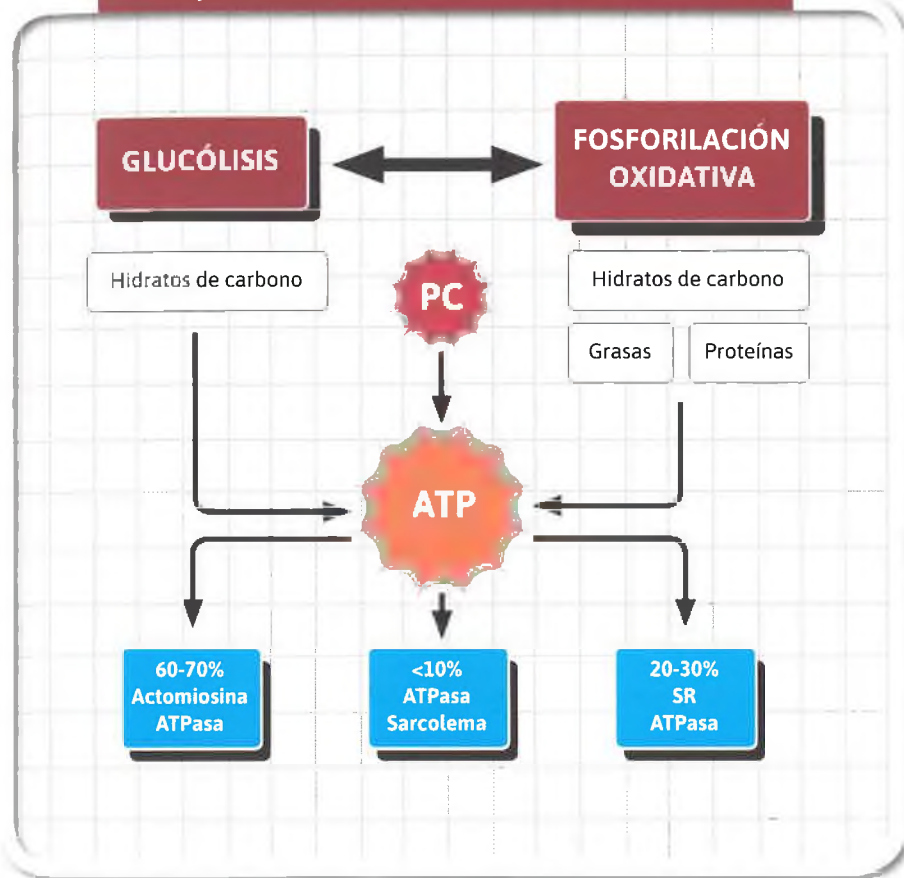 GLUCÓLISIS
FOSFORILACIÓN
OXIDATIVA
Hidratos de carbono
PC
Hidratos de carbono
Grasas
Proteínas
ATP
60-70%
Actomiosina
ATPasa
<10%
ATPasa
Sarcolema
20-30%
SR
ATPasa